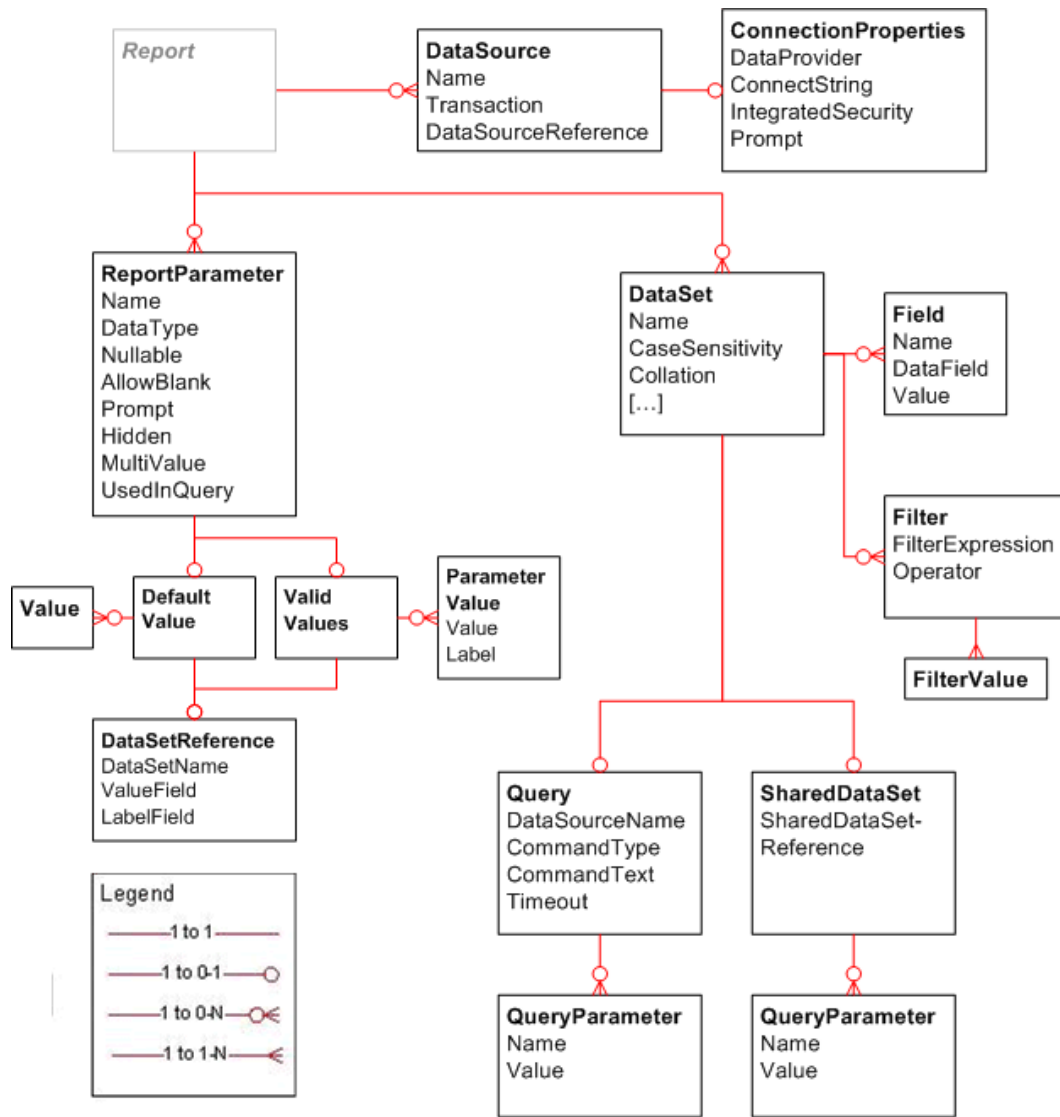 Report
DataSource
Name
Transaction
DataSourceReference
ConnectionProperties
DataProvider
ConnectString
IntegratedSecurity
Prompt
ReportParameter
Name
DataType
Nullable
AllowBlank
Prompt
Hidden
MultiValue
UsedInQuery
DataSet
Name
CaseSensitivity
Collation
[...]
Field
Name
DataField
Value
Filter
FilterExpression
Operator
FilterValue
Value
Default
Value
Valid
Values
Parameter
Value
Value
Label
DataSetReference
DataSetName
ValueField
LabelField
Query
DataSourceName
CommandType
CommandText
Timeout
SharedDataSet
SharedDataSet-
Reference
QueryParameter
Name
Value
QueryParameter
Name
Value
Legend
1 to 1
1 to 0-1
1 to 0-N
1 to 1-N